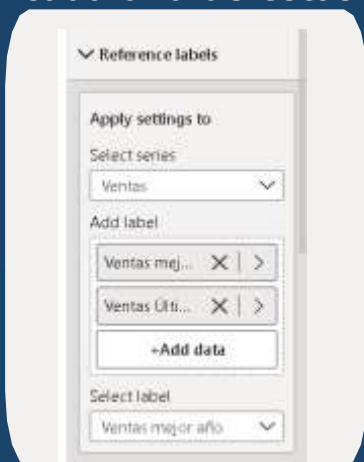 Reference labels
Apply settings to
Select series
Ventas
Add label
Ventas mej...
Ventas Últi...
+Add data
Select label
Ventas mejor año